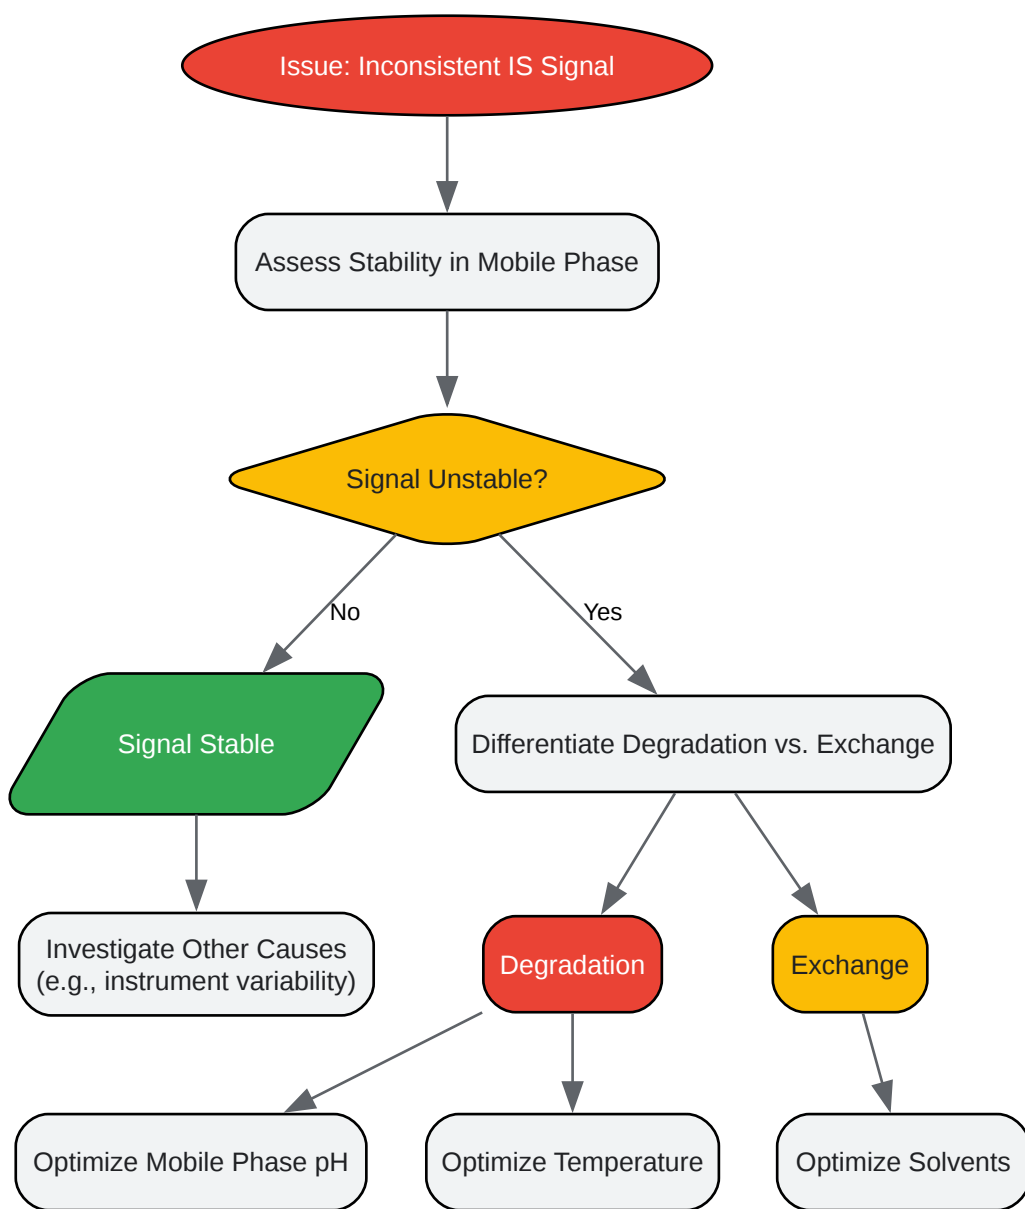 Issue: Inconsistent IS Signal
Assess Stability in Mobile Phase
Signal Unstable?
No
Yes
Signal Stable
Differentiate Degradation vs. Exchange
Investigate Other Causes
(e.g., instrument variability)
Degradation
Exchange
Optimize Mobile Phase pH
Optimize Temperature
Optimize Solvents